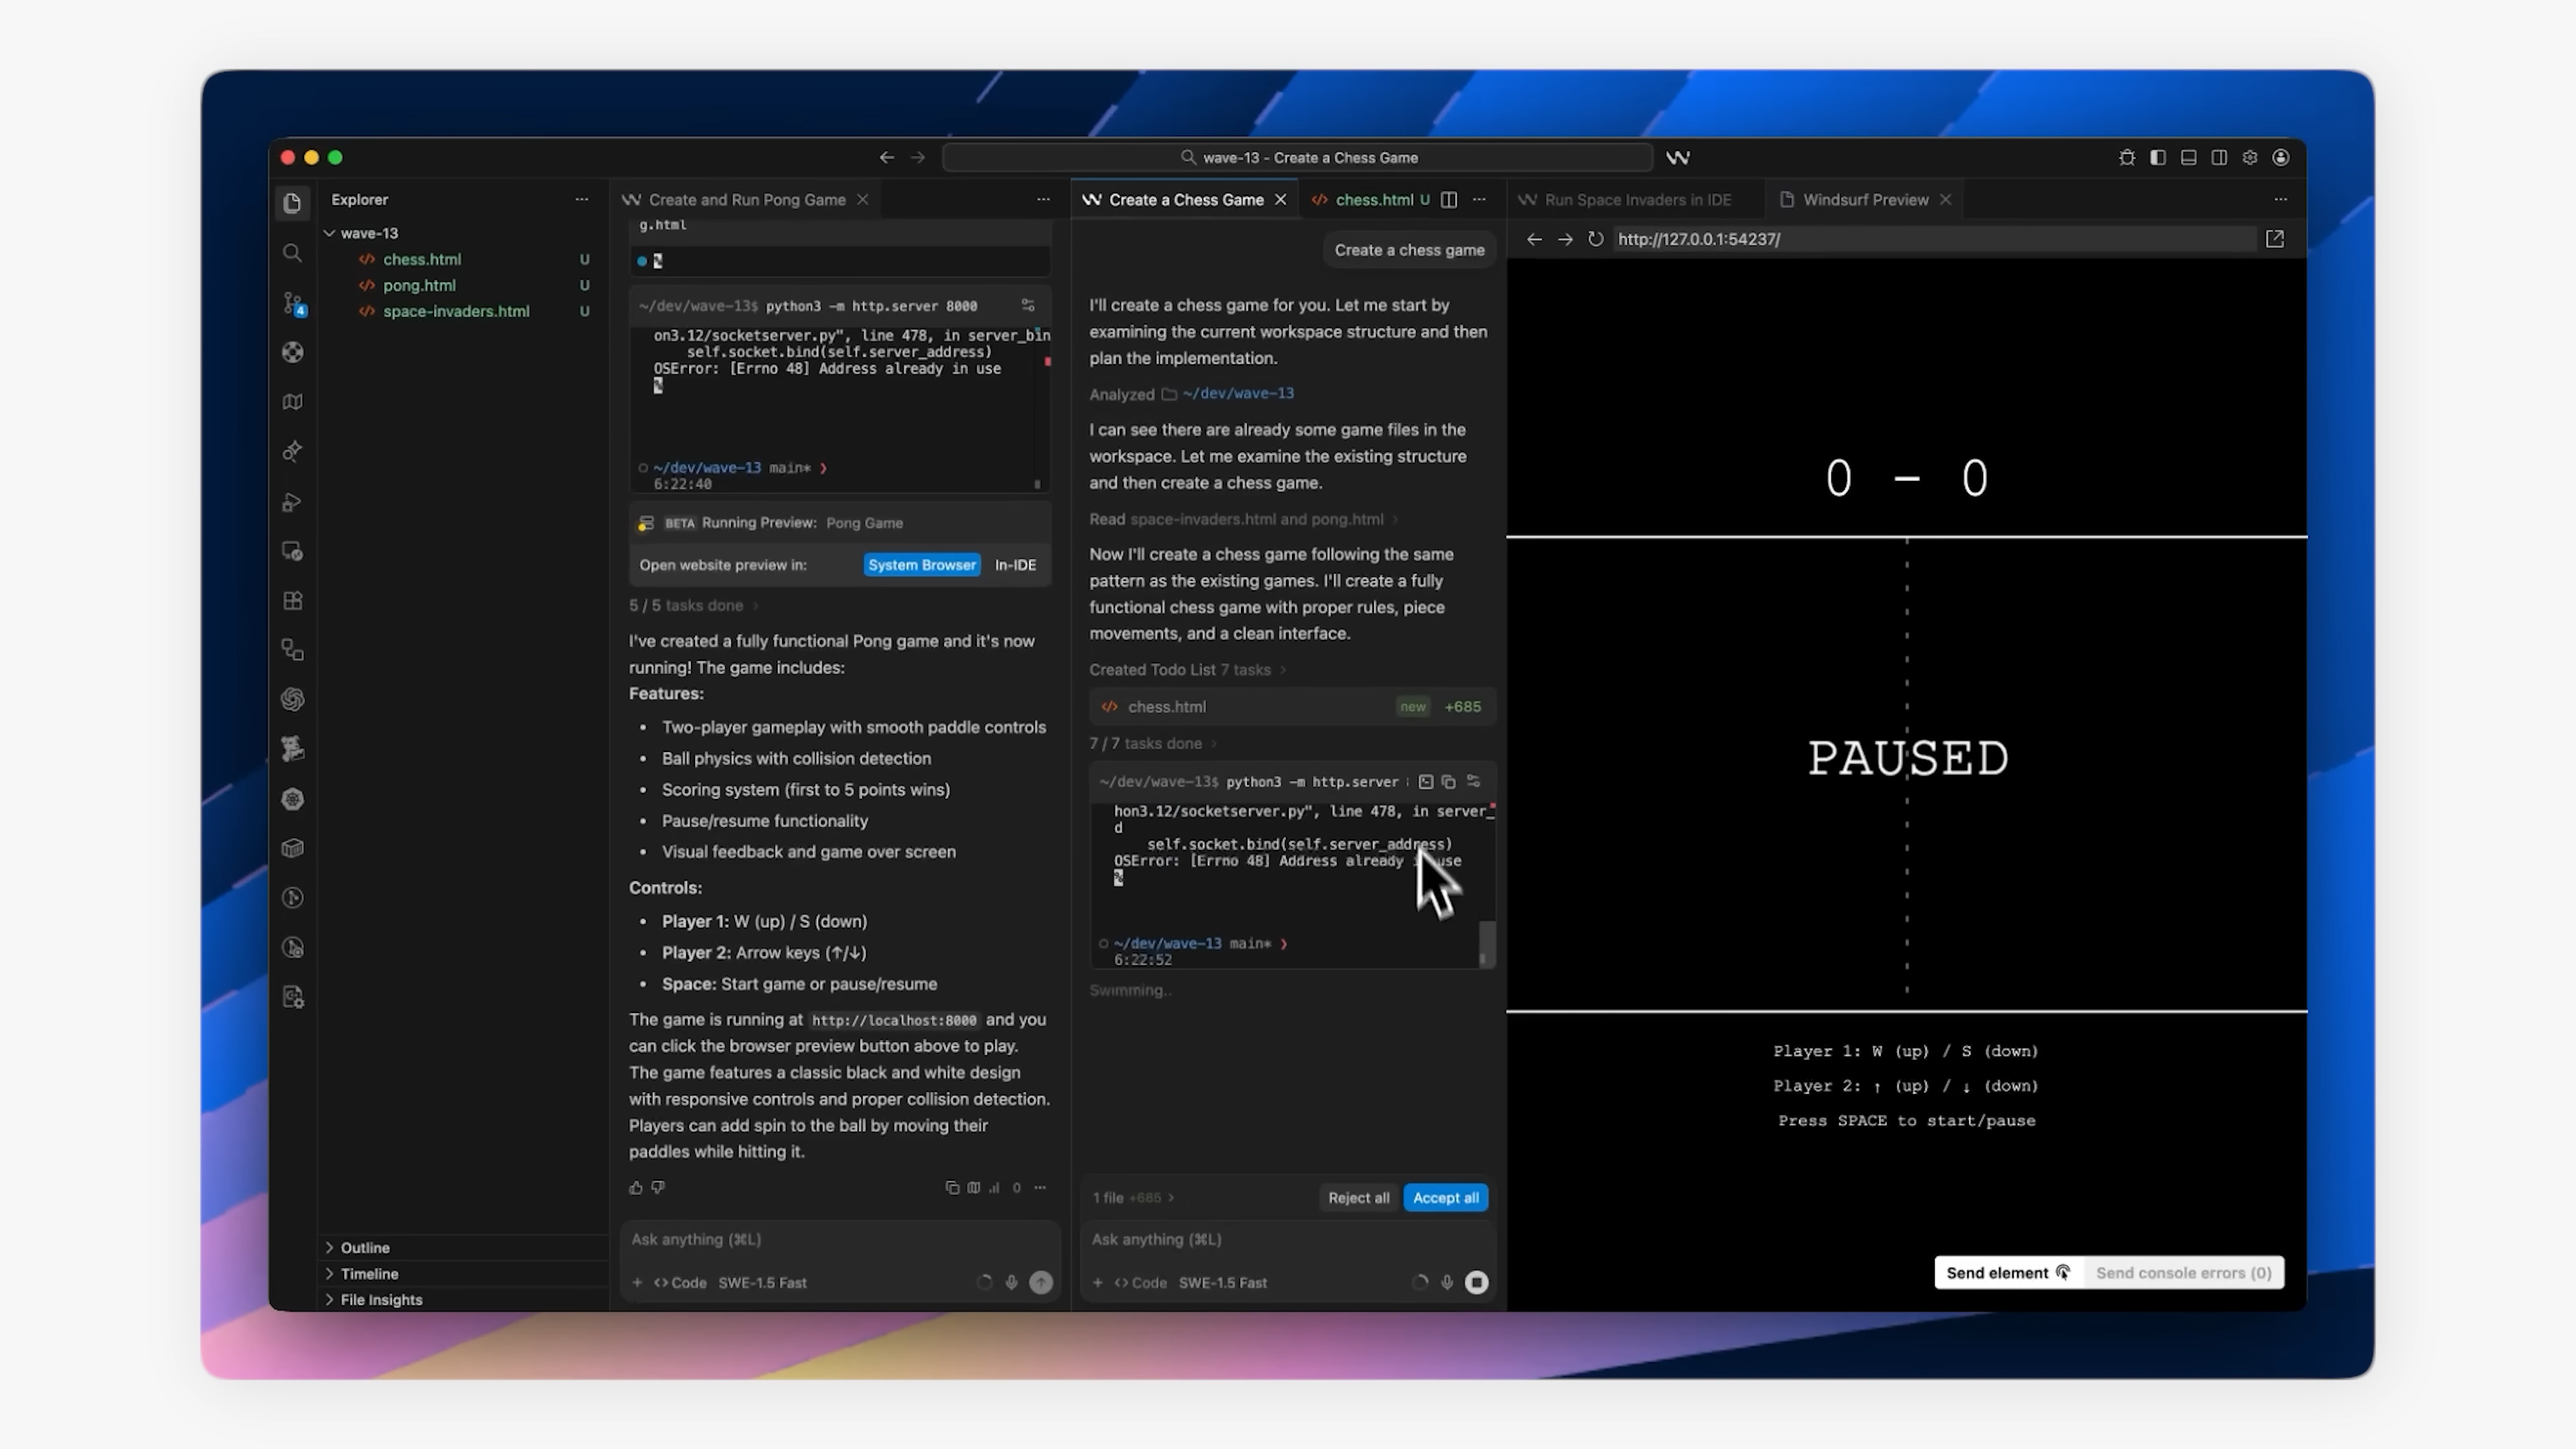 wave-13 - Create a Chess Game
Explorer
wave-13
chess.html U
pong.html U
space-invaders.html U
4
Outline
Timeline
File Insights
Create and Run Pong Game
g.html
~/dev/wave-13$ python3 -m http.server 8000
on3.12/socketserver.py", line 478, in server_bin
self.socket.bind(self.server_address)
OSError: [Errno 48] Address already in use
%
~/dev/wave-13 main* ❯
6:22:40
BETA Running Preview: Pong Game
Open website preview in: System Browser In-IDE
5 / 5 tasks done
I've created a fully functional Pong game and it's now
running! The game includes:
Features:
• Two-player gameplay with smooth paddle controls
• Ball physics with collision detection
• Scoring system (first to 5 points wins)
• Pause/resume functionality
• Visual feedback and game over screen
Controls:
• Player 1: W (up) / S (down)
• Player 2: Arrow keys (↑/↓)
• Space: Start game or pause/resume
The game is running at http://localhost:8000 and you
can click the browser preview button above to play.
The game features a classic black and white design
with responsive controls and proper collision detection.
Players can add spin to the ball by moving their
paddles while hitting it.
0
Ask anything (⌘L)
+ <> Code SWE-1.5 Fast
Create a Chess Game
chess.html U
Create a chess game
I'll create a chess game for you. Let me start by
examining the current workspace structure and then
plan the implementation.
Analyzed ~/dev/wave-13
I can see there are already some game files in the
workspace. Let me examine the existing structure
and then create a chess game.
Read space-invaders.html and pong.html
Now I'll create a chess game following the same
pattern as the existing games. I'll create a fully
functional chess game with proper rules, piece
movements, and a clean interface.
Created Todo List 7 tasks
chess.html new +685
7 / 7 tasks done
~/dev/wave-13$ python3 -m http.server
hon3.12/socketserver.py", line 478, in server_
d
self.socket.bind(self.server_address)
OSError: [Errno 48] Address already use
%
~/dev/wave-13 main* ❯
6:22:52
Swimming..
1 file +685 Reject all Accept all
Ask anything (⌘L)
+ <> Code SWE-1.5 Fast
Run Space Invaders in IDE
Windsurf Preview
http://127.0.0.1:54237/
0 – 0
PAUSED
Player 1: W (up) / S (down)
Player 2: ↑ (up) / ↓ (down)
Press SPACE to start/pause
Send element Send console errors (0)